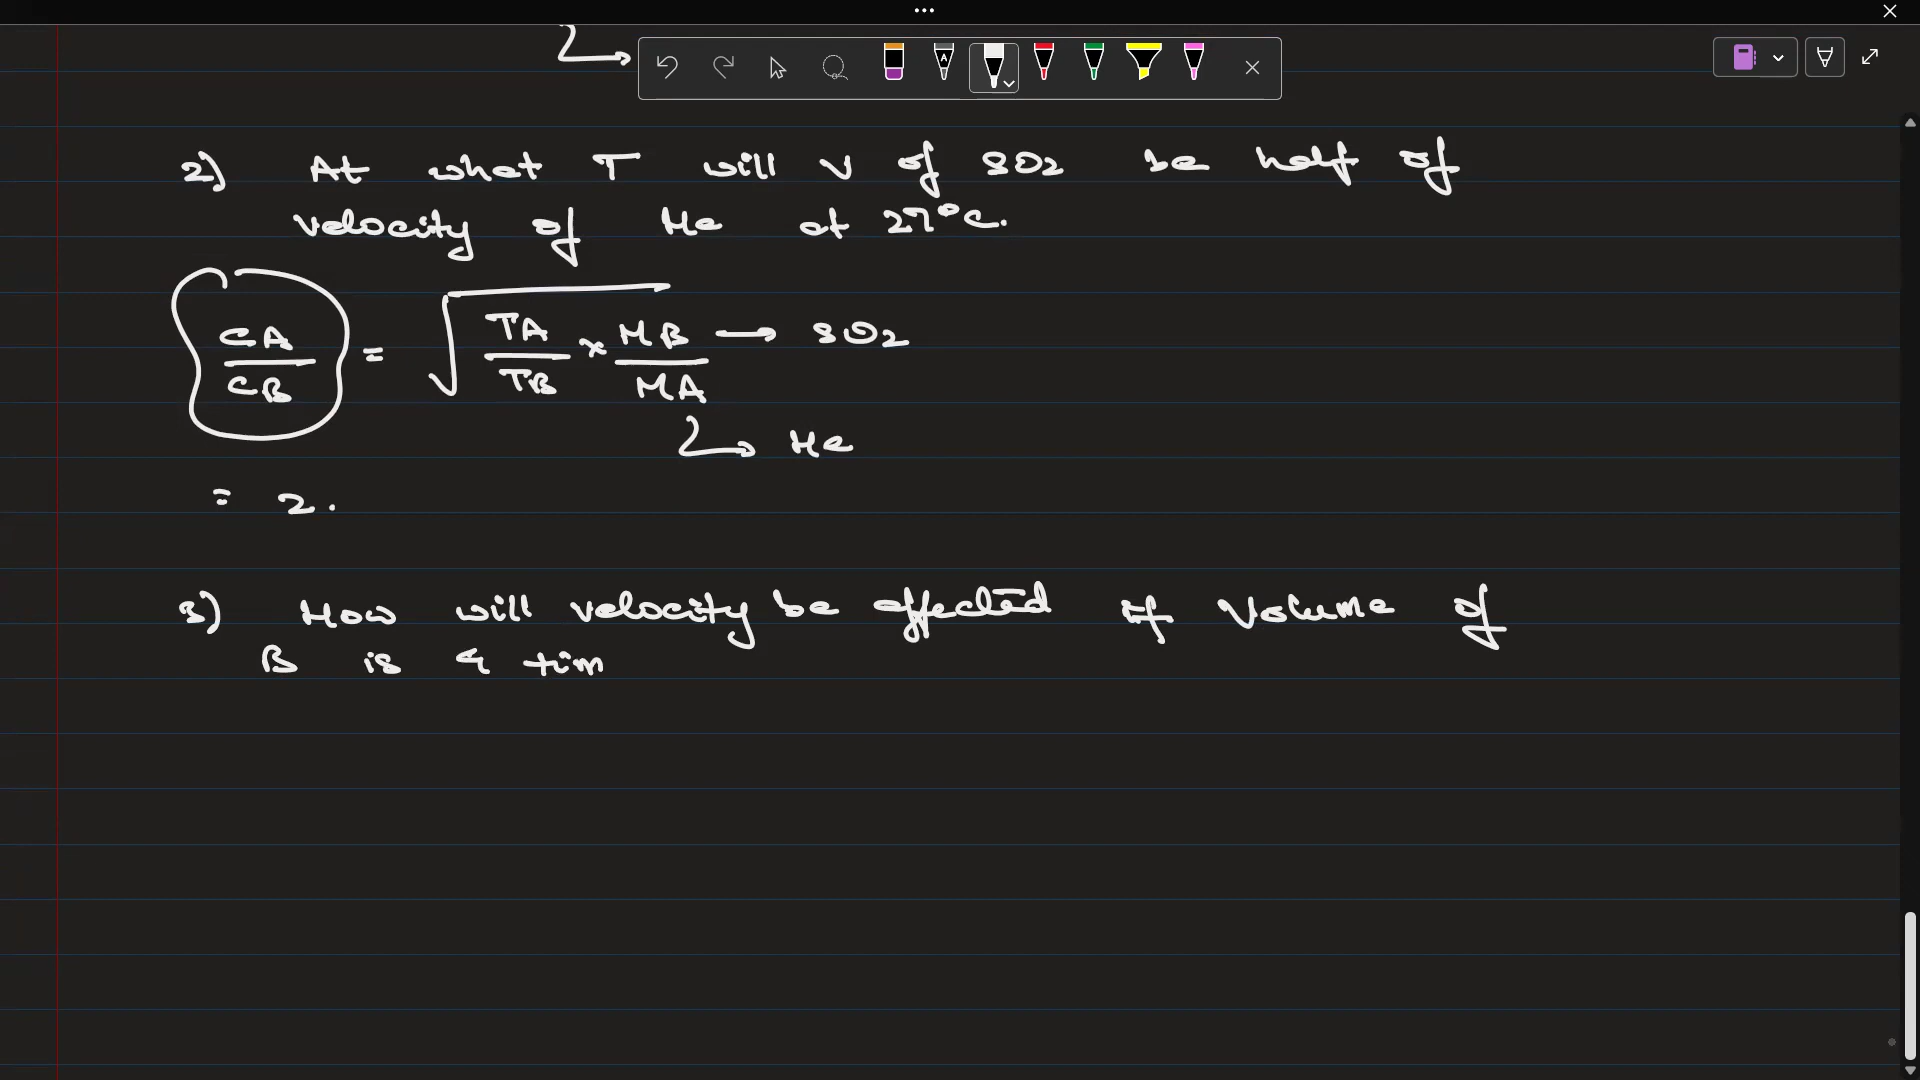 2) At what T will V of SO2 be half of
velocity of He at 27°C.
CA/CB = √(TA/TB × MB/MA) → SO2
↳ He
= 2.
3) How will velocity be affected if Volume of
B is 4 tim